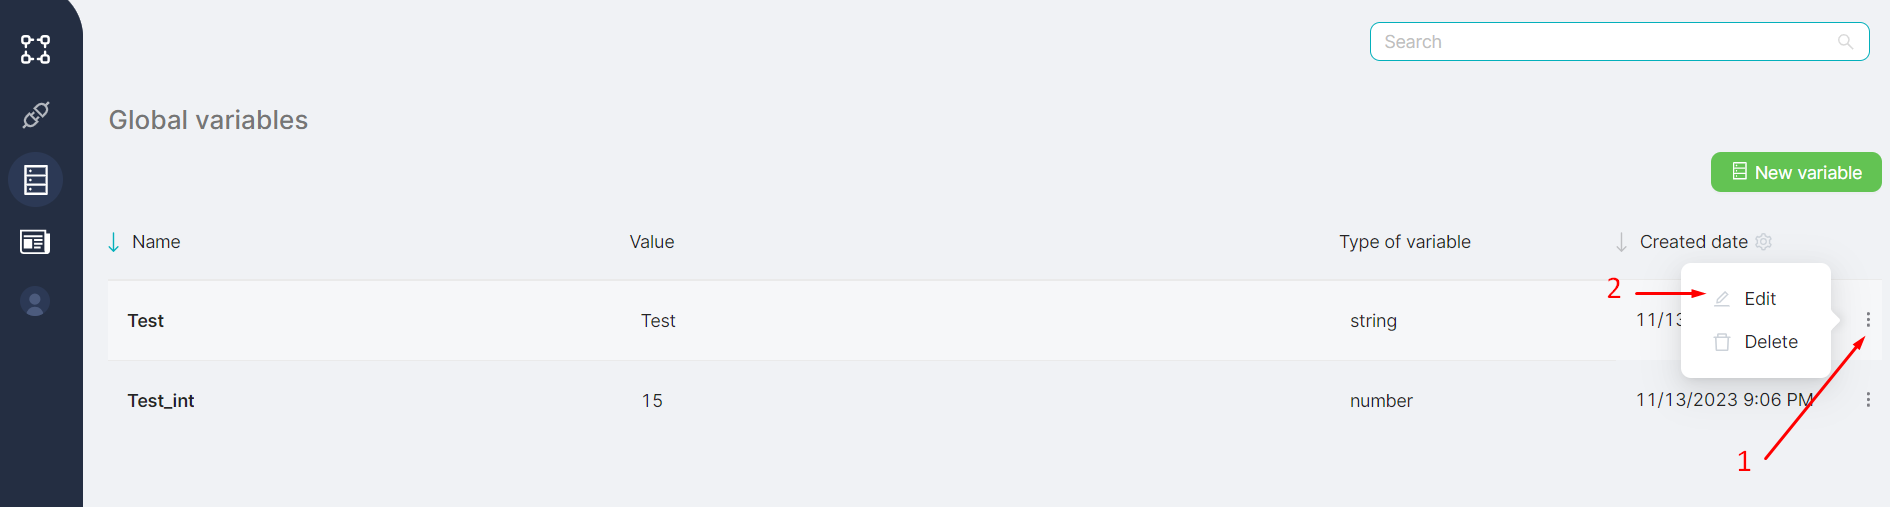 Search
Global variables
New variable
Name Value Type of variable Created date
2 Edit
Test Test string 11/13
Delete
Test_int 15 number 11/13/2023 9:06 PM
1